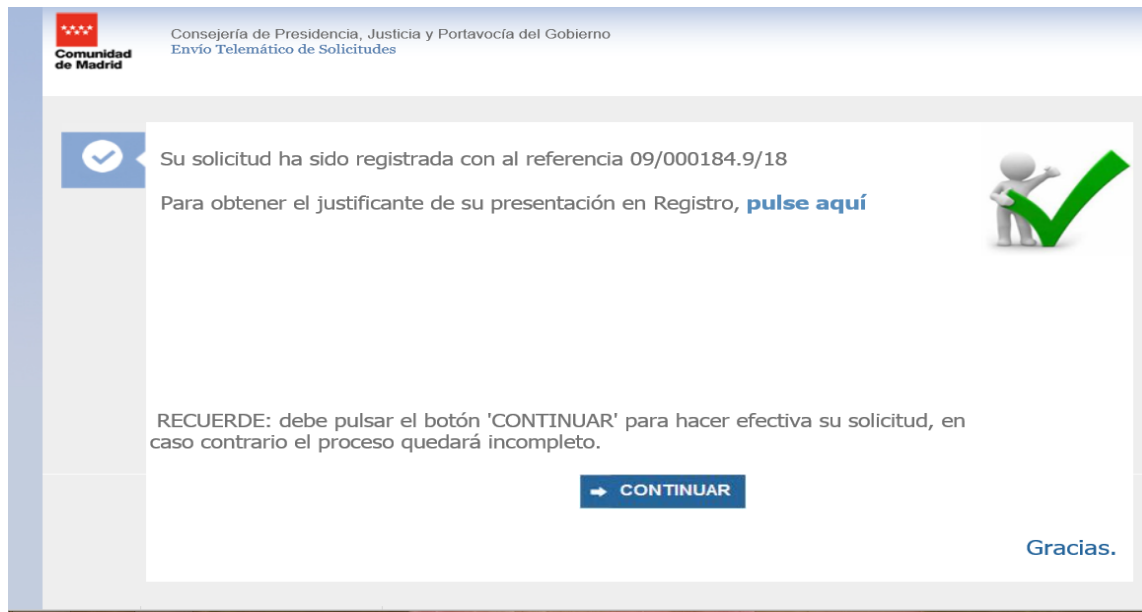 Comunidad
de Madrid
Consejería de Presidencia, Justicia y Portavocía del Gobierno
Envío Telemático de Solicitudes
Su solicitud ha sido registrada con al referencia 09/000184.9/18
Para obtener el justificante de su presentación en Registro, pulse aquí
RECUERDE: debe pulsar el botón 'CONTINUAR' para hacer efectiva su solicitud, en
caso contrario el proceso quedará incompleto.
CONTINUAR
Gracias.